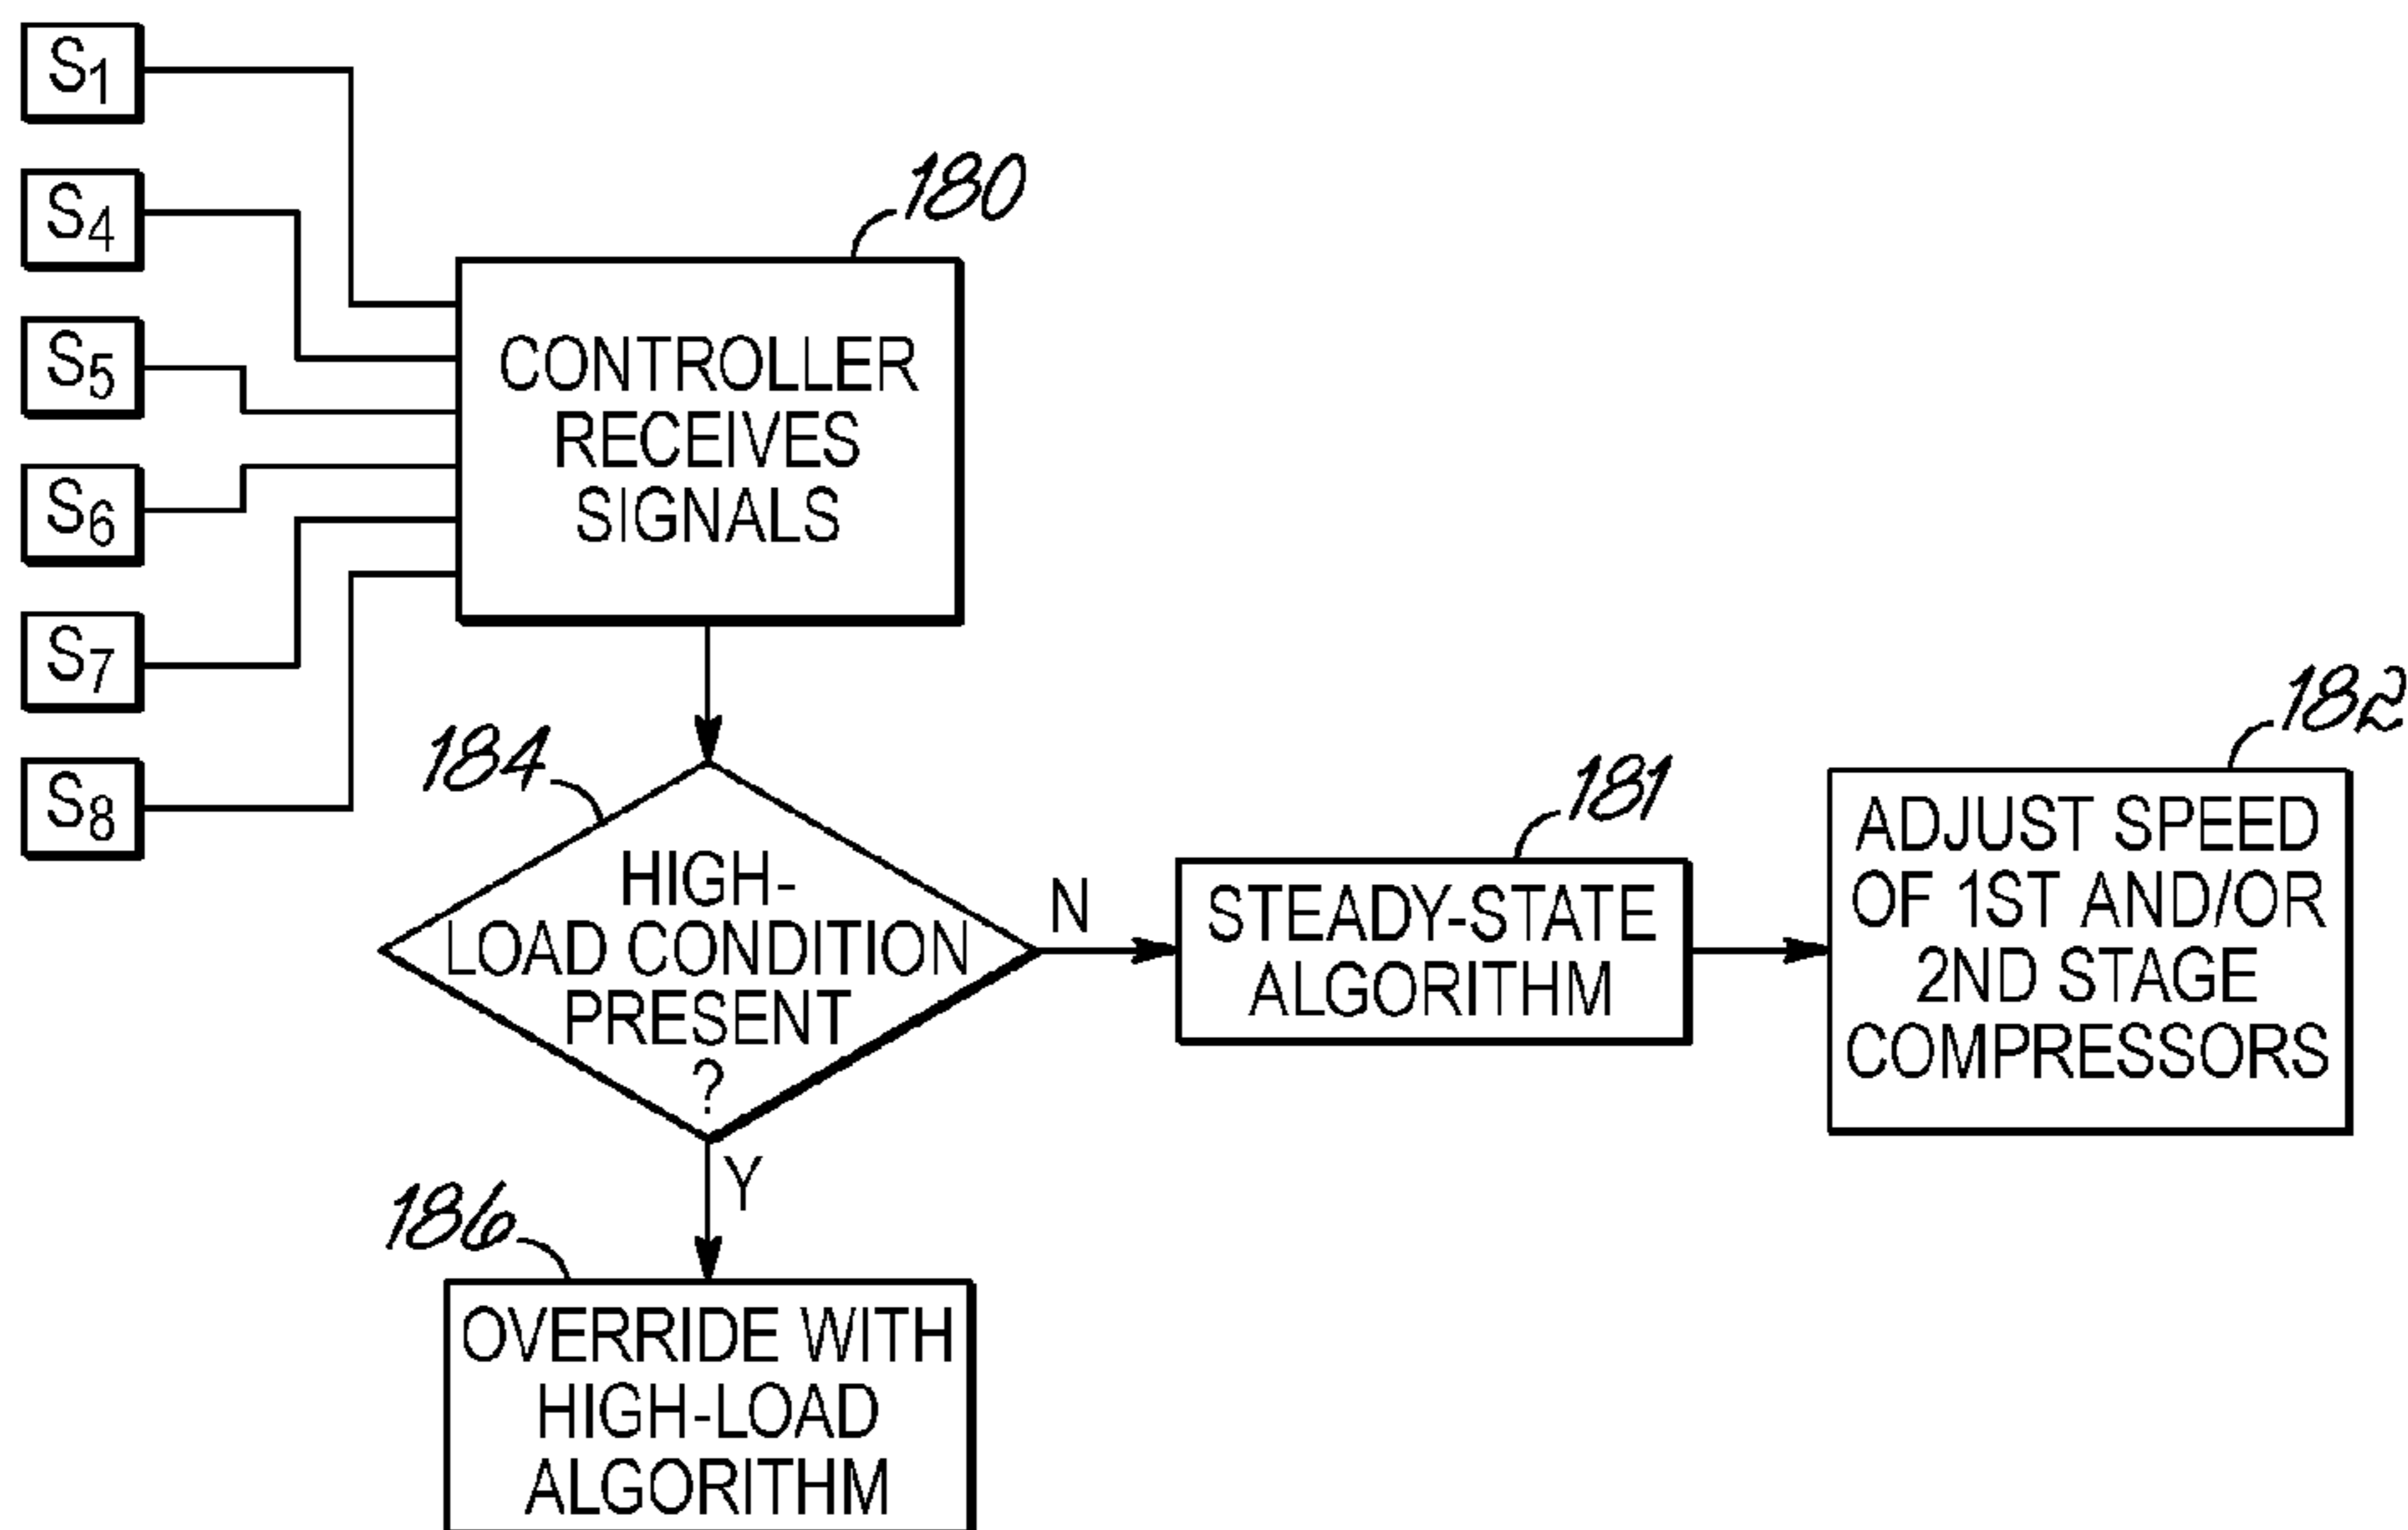 S1
S4
S5
S6
S7
S8
180
CONTROLLER
RECEIVES
SIGNALS
184
HIGH-
LOAD CONDITION
PRESENT
?
N
Y
181
STEADY-STATE
ALGORITHM
182
ADJUST SPEED
OF 1ST AND/OR
2ND STAGE
COMPRESSORS
186
OVERRIDE WITH
HIGH-LOAD
ALGORITHM